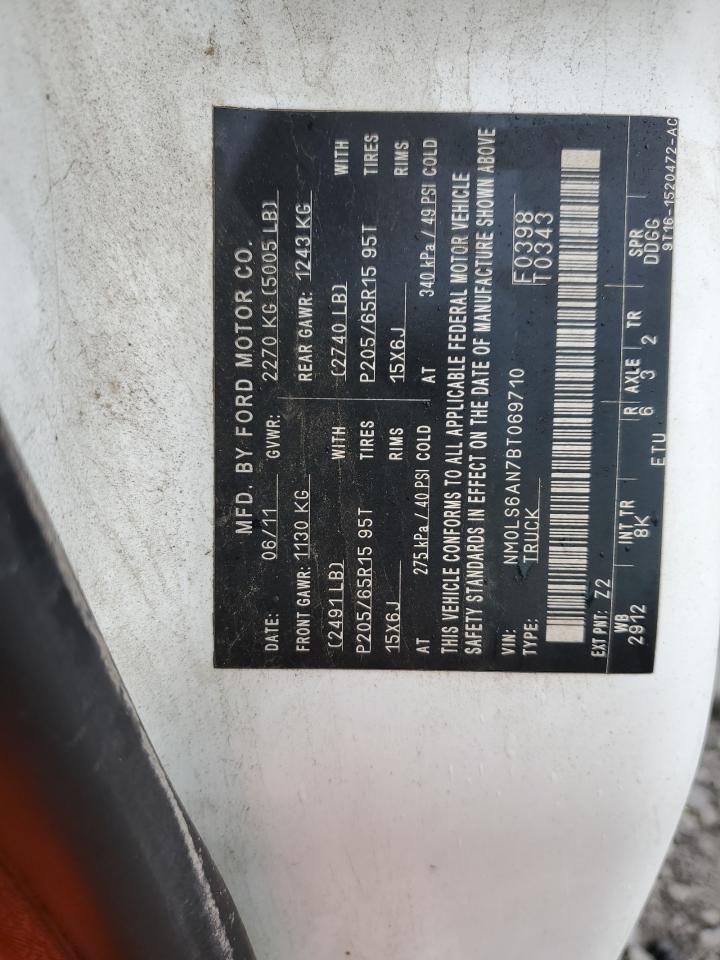 MFD. BY FORD MOTOR CO.
DATE: 06/11 GVWR: 2270 KG (5005 LB)
FRONT GAWR: 1130 KG REAR GAWR: 1243 KG
(2491LB) WITH (2740 LB) WITH
P205/65R15 95T TIRES P205/65R15 95T TIRES
15X6J RIMS 15X6J RIMS
AT 275 kPa / 40 PSI COLD AT 340 kPa / 49 PSI COLD
THIS VEHICLE CONFORMS TO ALL APPLICABLE FEDERAL MOTOR VEHICLE
SAFETY STANDARDS IN EFFECT ON THE DATE OF MANUFACTURE SHOWN ABOVE
VIN: NM0LS6AN7BT069710 F0398
TYPE: TRUCK T0343
EXT PNT: Z2
WB INT TR R AXLE TR SPR
2912 8K 6 3 2 DDGG
ETU 9T16-1520472-AC